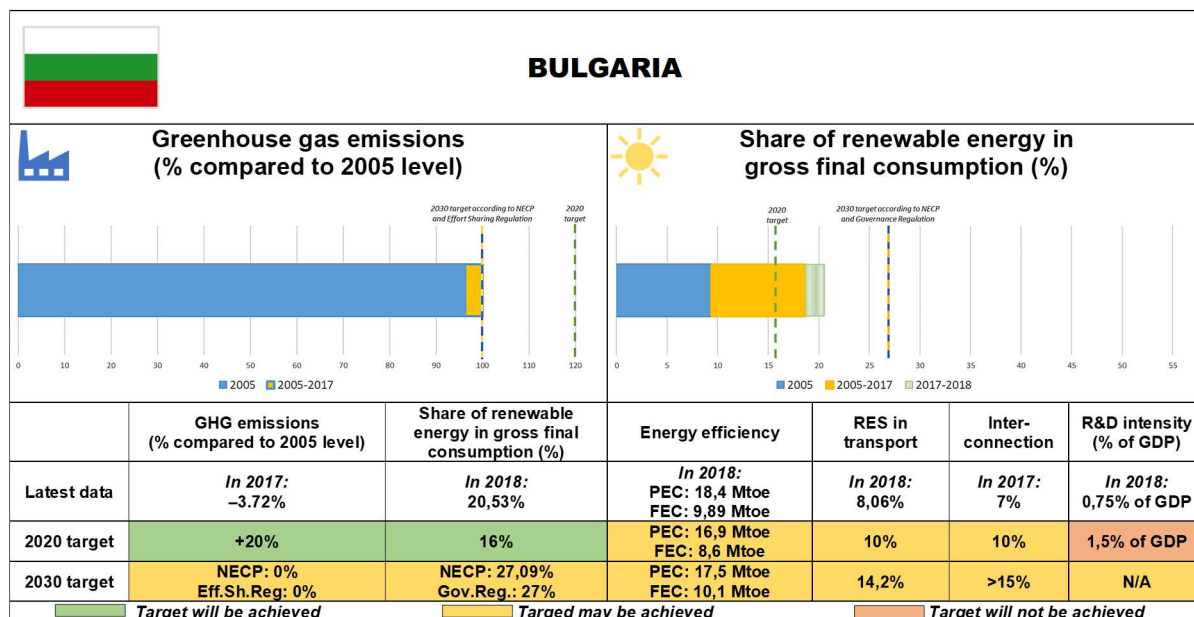 BULGARIA
Greenhouse gas emissions
(% compared to 2005 level)
2030 target according to NECP
and Effort Sharing Regulation
2020
target
0 10 20 30 40 50 60 70 80 90 100 110 120
2005 2005-2017
Share of renewable energy in
gross final consumption (%)
2020
target
2030 target according to NECP
and Governance Regulation
0 5 10 15 20 25 30 35 40 45 50 55
2005 2005-2017 2017-2018
GHG emissions
(% compared to 2005 level)
Share of renewable
energy in gross final
consumption (%)
Energy efficiency
RES in
transport
Inter-
connection
R&D intensity
(% of GDP)
Latest data
In 2017:
–3.72%
In 2018:
20,53%
In 2018:
PEC: 18,4 Mtoe
FEC: 9,89 Mtoe
In 2018:
8,06%
In 2017:
7%
In 2018:
0,75% of GDP
2020 target
+20%
16%
PEC: 16,9 Mtoe
FEC: 8,6 Mtoe
10%
10%
1,5% of GDP
2030 target
NECP: 0%
Eff.Sh.Reg: 0%
NECP: 27,09%
Gov.Reg.: 27%
PEC: 17,5 Mtoe
FEC: 10,1 Mtoe
14,2%
>15%
N/A
Target will be achieved
Targed may be achieved
Target will not be achieved